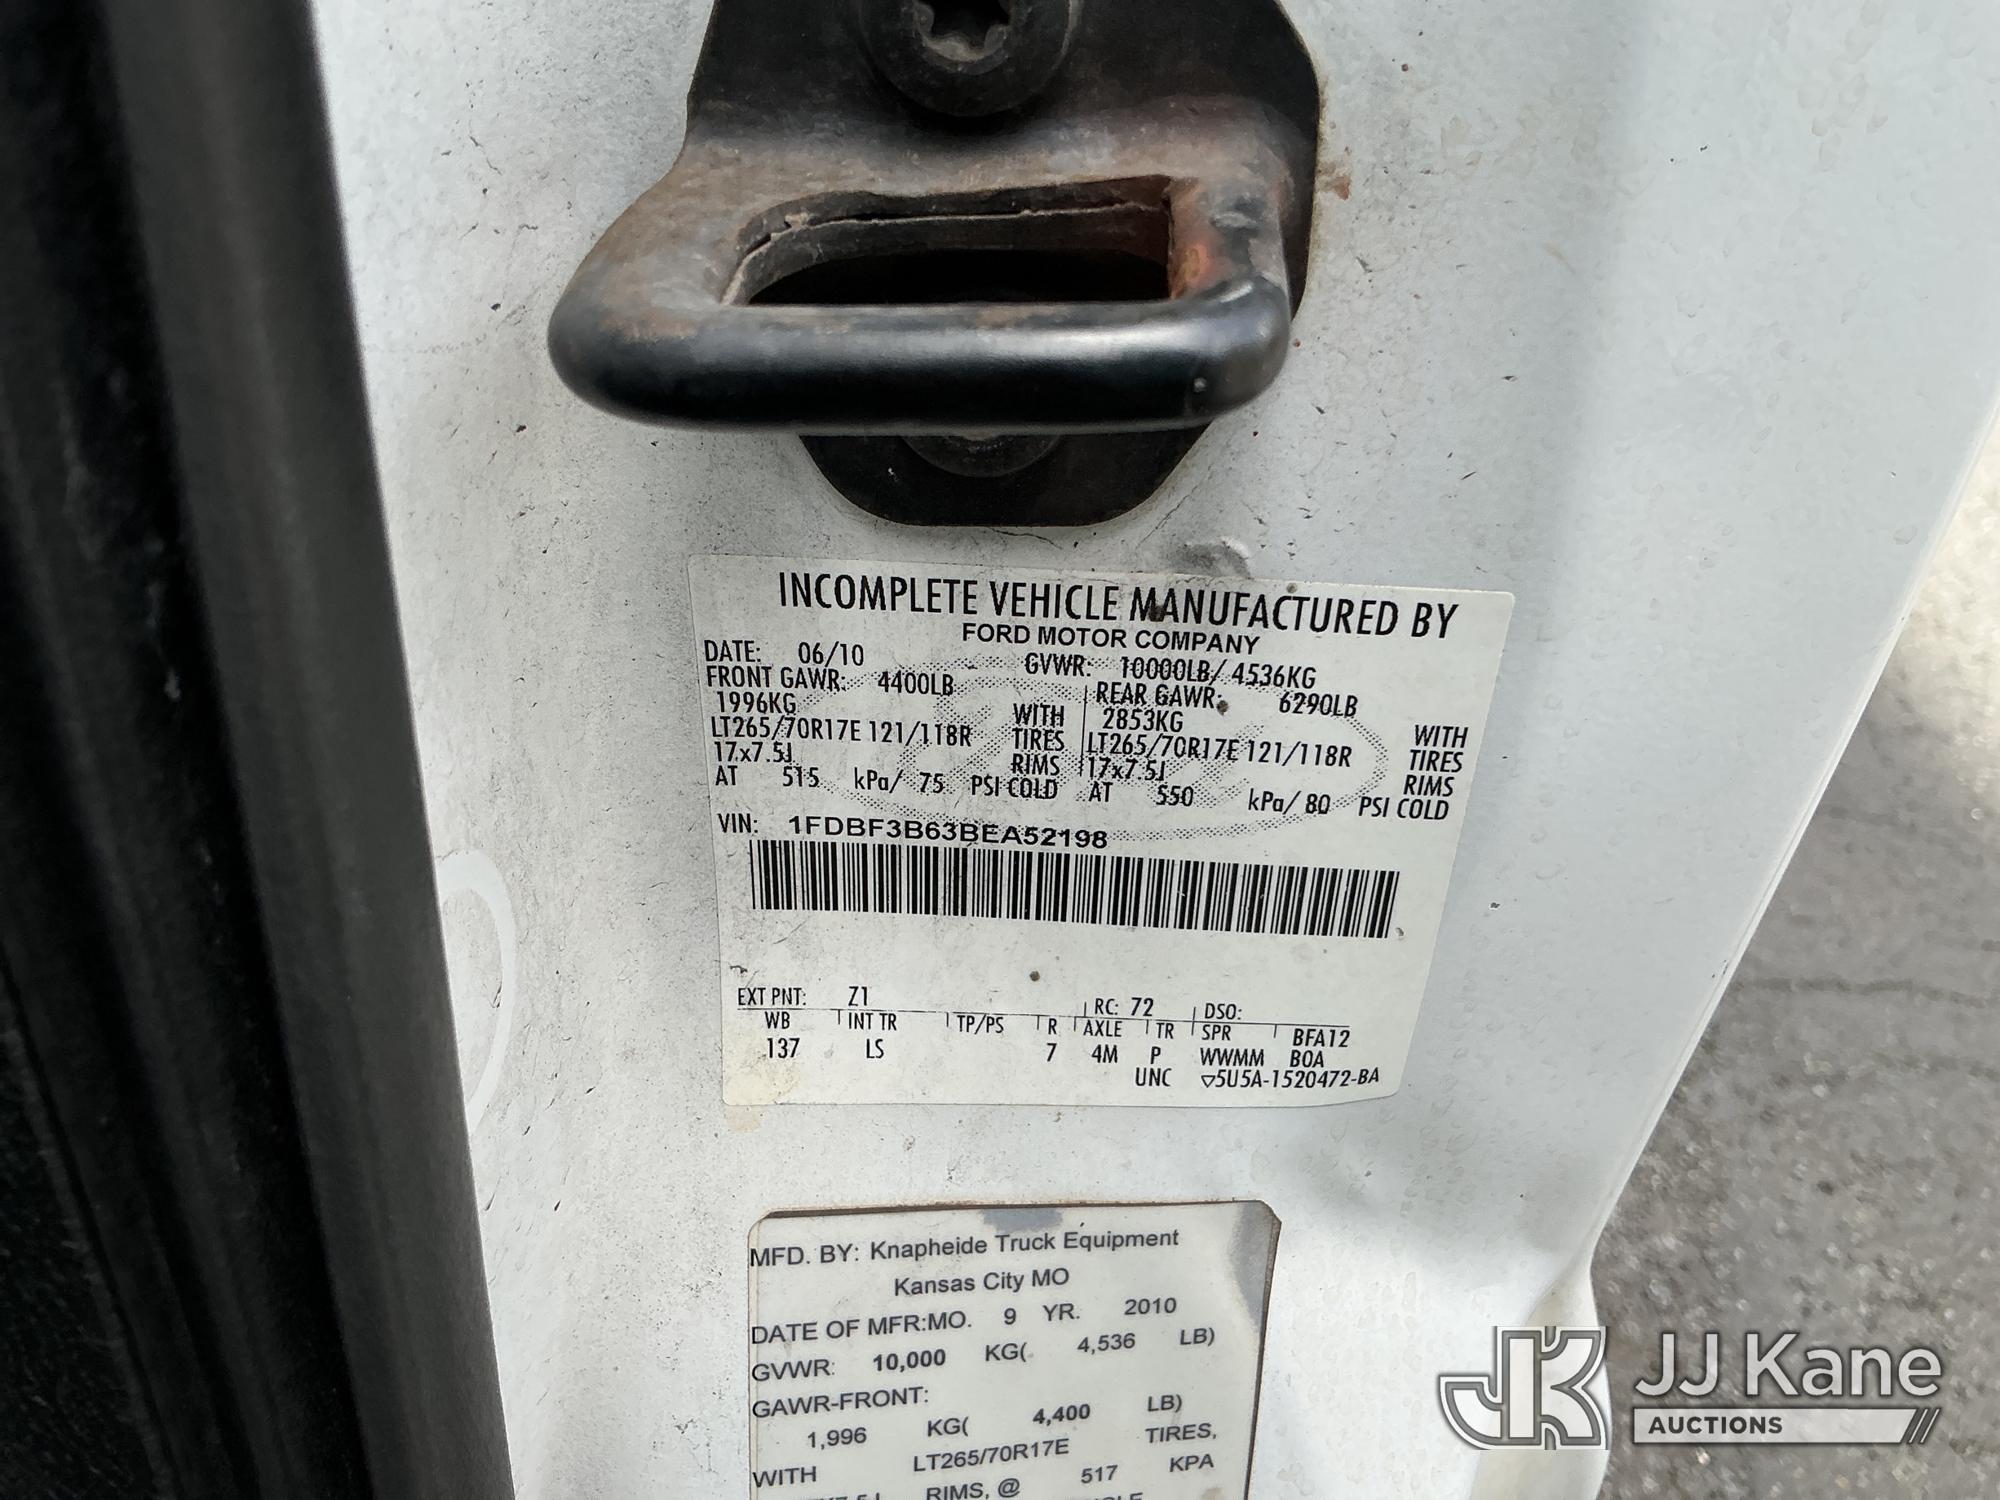 INCOMPLETE VEHICLE MANUFACTURED BY
FORD MOTOR COMPANY
DATE: 06/10 GVWR: 10000LB/ 4536KG
FRONT GAWR: 4400LB REAR GAWR: 6290LB
1996KG WITH 2853KG WITH
LT265/70R17E 121/118R TIRES LT265/70R17E 121/118R TIRES
17x7.5J RIMS 17x7.5J RIMS
AT 515 kPa/ 75 PSI COLD AT 550 kPa/ 80 PSI COLD
VIN: 1FDBF3B63BEA52198
EXT PNT: Z1 RC: 72 DSO:
WB INT TR TP/PS R AXLE TR SPR BFA12
137 LS 7 4M P WWMM BOA
UNC ▽5U5A-1520472-BA
MFD. BY: Knapheide Truck Equipment
Kansas City MO
DATE OF MFR:MO. 9 YR. 2010
GVWR: 10,000 KG( 4,536 LB)
GAWR-FRONT:
1,996 KG( 4,400 LB)
WITH LT265/70R17E TIRES,
RIMS, @ 517 KPA
JK JJ Kane
AUCTIONS